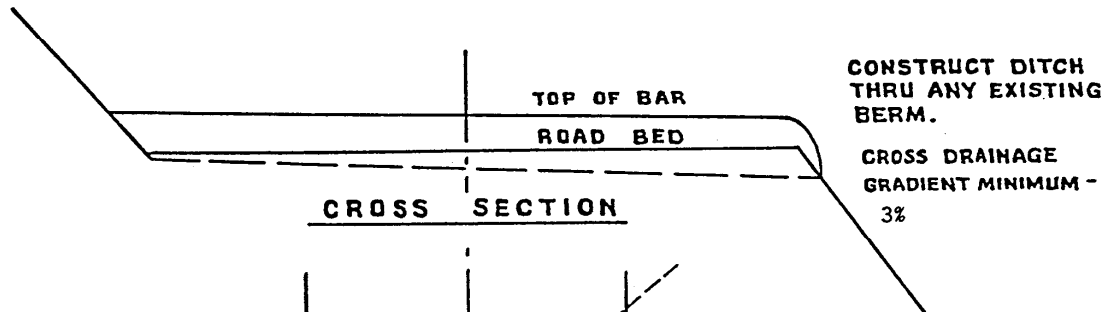 TOP OF BAR
ROAD BED
CROSS SECTION
CONSTRUCT DITCH
THRU ANY EXISTING
BERM.
CROSS DRAINAGE
GRADIENT MINIMUM -
3%